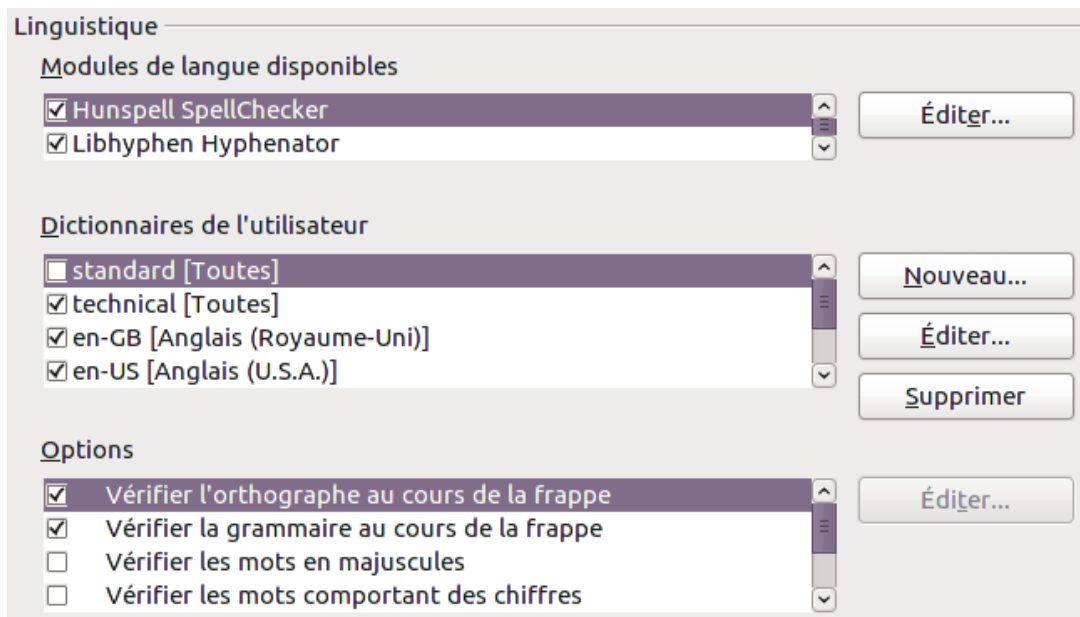 Linguistique
Modules de langue disponibles
Hunspell SpellChecker
Éditer...
Libhyphen Hyphenator
Dictionnaires de l'utilisateur
standard [Toutes]
Nouveau...
technical [Toutes]
en-GB [Anglais (Royaume-Uni)]
Éditer...
en-US [Anglais (U.S.A.)]
Supprimer
Options
Vérifier l'orthographe au cours de la frappe
Éditer...
Vérifier la grammaire au cours de la frappe
Vérifier les mots en majuscules
Vérifier les mots comportant des chiffres